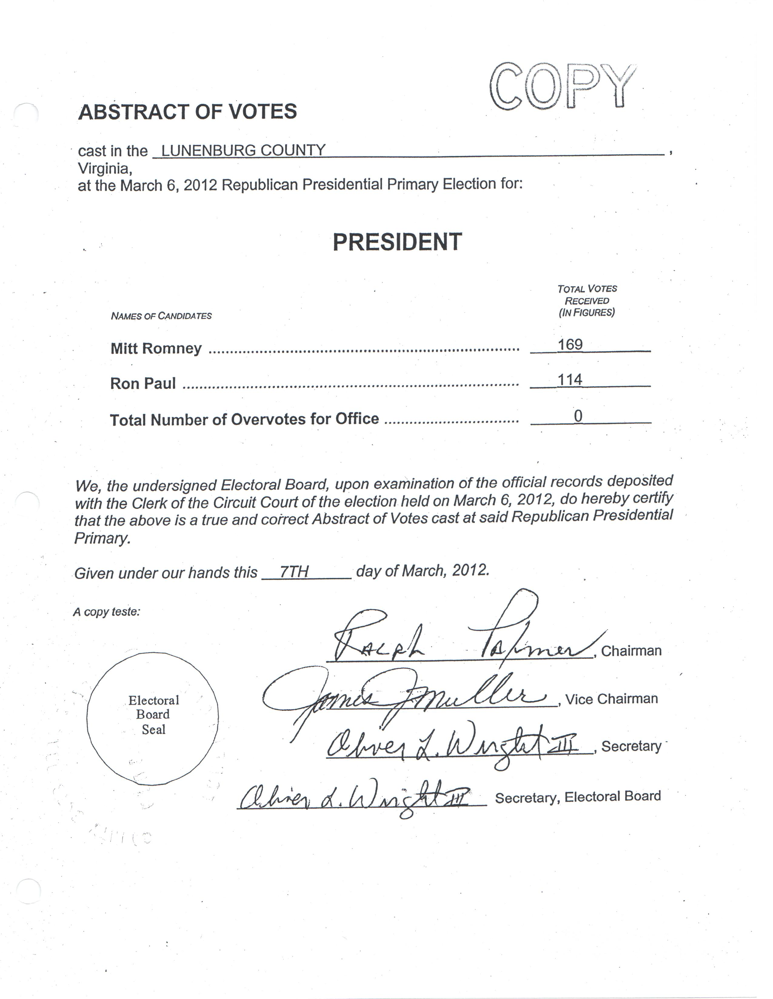 COPY
ABSTRACT OF VOTES
cast in the LUNENBURG COUNTY ,
Virginia,
at the March 6, 2012 Republican Presidential Primary Election for:
PRESIDENT
TOTAL VOTES
RECEIVED
(IN FIGURES)
NAMES OF CANDIDATES
Mitt Romney ........................................................................ 169
Ron Paul .............................................................................. 114
Total Number of Overvotes for Office ............................... 0
We, the undersigned Electoral Board, upon examination of the official records deposited
with the Clerk of the Circuit Court of the election held on March 6, 2012, do hereby certify
that the above is a true and correct Abstract of Votes cast at said Republican Presidential
Primary.
Given under our hands this 7TH day of March, 2012.
A copy teste:
Ralph Palmer, Chairman
James J Muller, Vice Chairman
Electoral
Board
Seal
Oliver L. Wright III, Secretary
Oliver L. Wright III Secretary, Electoral Board